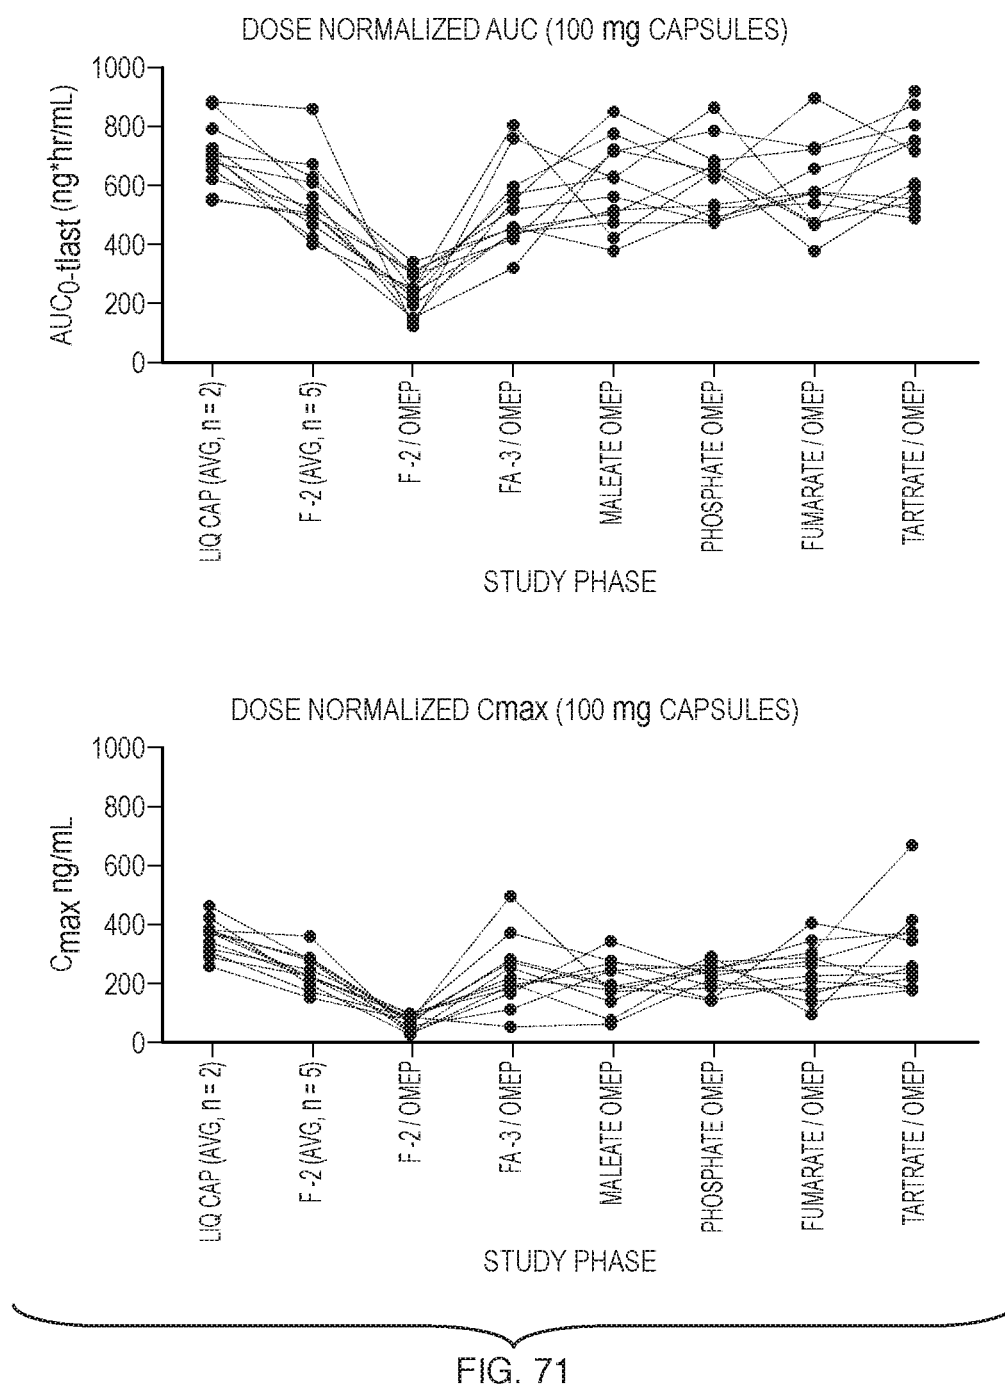 DOSE NORMALIZED AUC (100 mg CAPSULES)
AUC0-tlast (ng*hr/mL)
1000
800
600
400
200
0
LIQ CAP (AVG, n = 2)
F -2 (AVG, n = 5)
F -2 / OMEP
FA -3 / OMEP
MALEATE OMEP
PHOSPHATE OMEP
FUMARATE / OMEP
TARTRATE / OMEP
STUDY PHASE
DOSE NORMALIZED Cmax (100 mg CAPSULES)
Cmax ng/mL
1000
800
600
400
200
0
LIQ CAP (AVG, n = 2)
F -2 (AVG, n = 5)
F -2 / OMEP
FA -3 / OMEP
MALEATE OMEP
PHOSPHATE OMEP
FUMARATE / OMEP
TARTRATE / OMEP
STUDY PHASE
FIG. 71